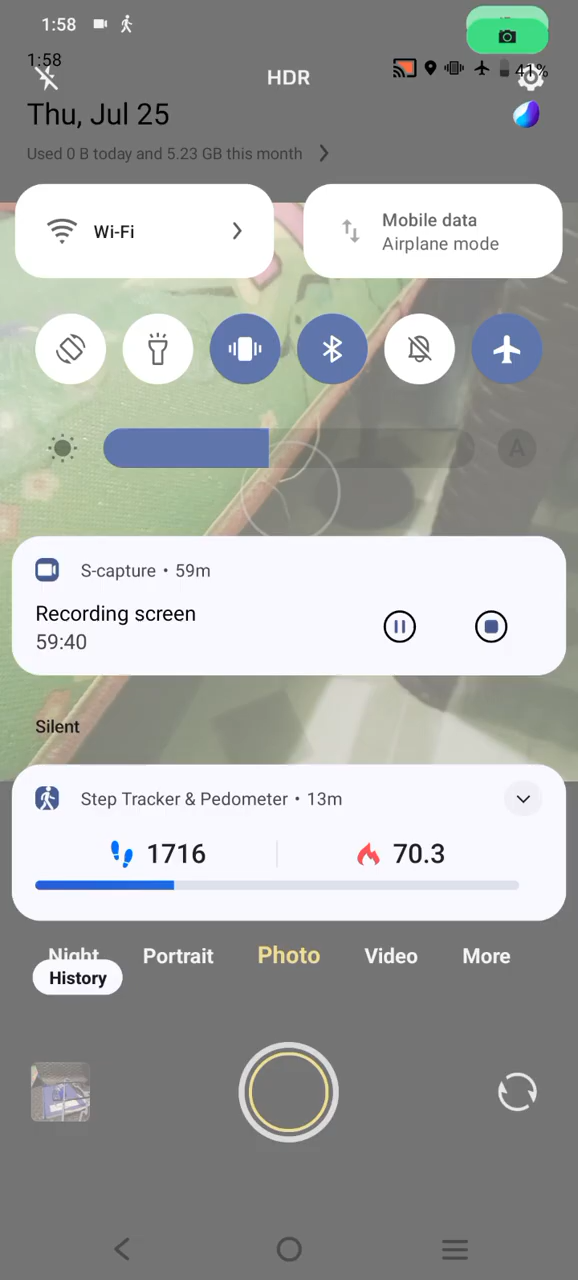 1:58
1:58
HDR
41%
Thu, Jul 25
Used 0 B today and 5.23 GB this month
Wi-Fi
Mobile data
Airplane mode
A
S-capture • 59m
Recording screen
59:40
Silent
Step Tracker & Pedometer • 13m
1716
70.3
Night Portrait Photo Video More
History